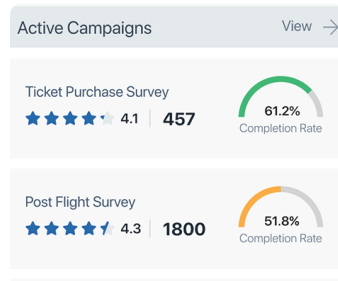 Active Campaigns View
Ticket Purchase Survey
4.1 457
61.2%
Completion Rate
Post Flight Survey
4.3 1800
51.8%
Completion Rate